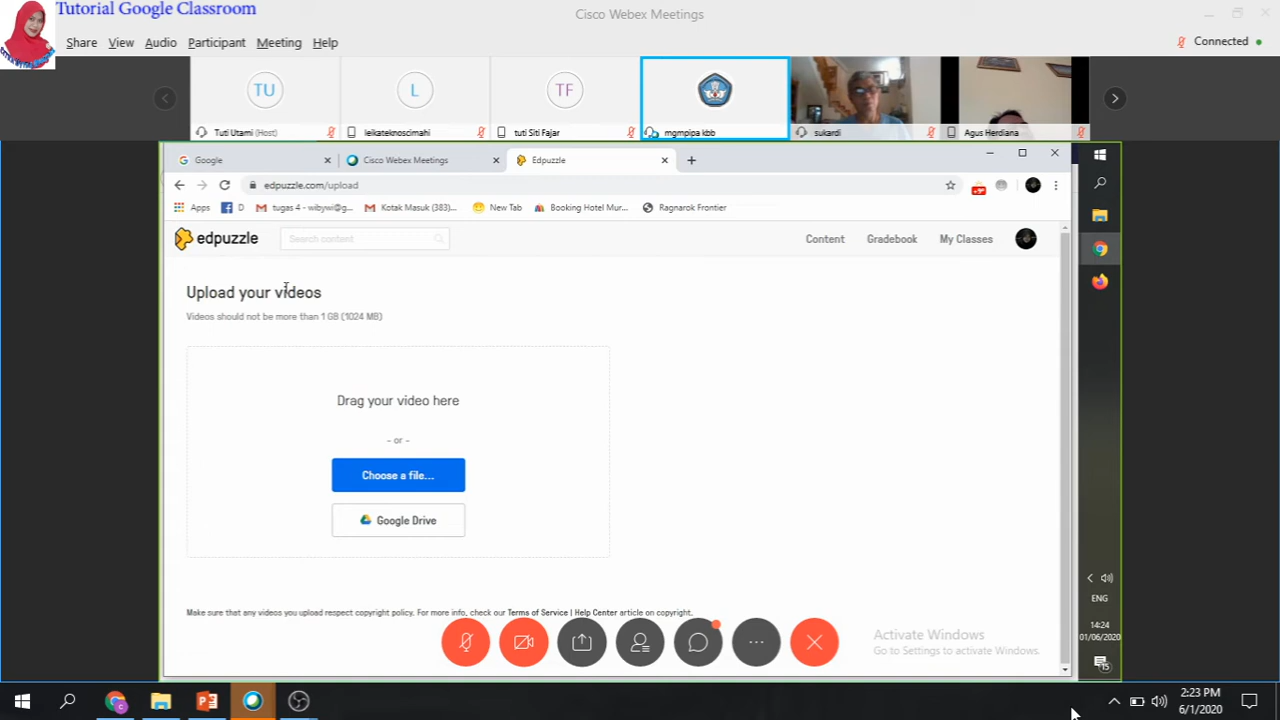 Tutorial Google Classroom
Cisco Webex Meetings
Share View Audio Participant Meeting Help
Connected
TU L TF
Tuti Utami (Host) leikateknoscimahi tuti Siti Fajar mgmpipa kbb sukardi Agus Herdiana
Google Cisco Webex Meetings Edpuzzle
edpuzzle.com/upload
Apps D tugas 4 - wibywi@g... Kotak Masuk (383)... New Tab Booking Hotel Mur... Ragnarok Frontier
edpuzzle Search content Content Gradebook My Classes
Upload your videos
Videos should not be more than 1 GB (1024 MB)
Drag your video here
- or -
Choose a file...
Google Drive
Make sure that any videos you upload respect copyright policy. For more info, check our Terms of Service | Help Center article on copyright.
Activate Windows
Go to Settings to activate Windows.
ENG
14:24
01/06/2020
15
2:23 PM
6/1/2020